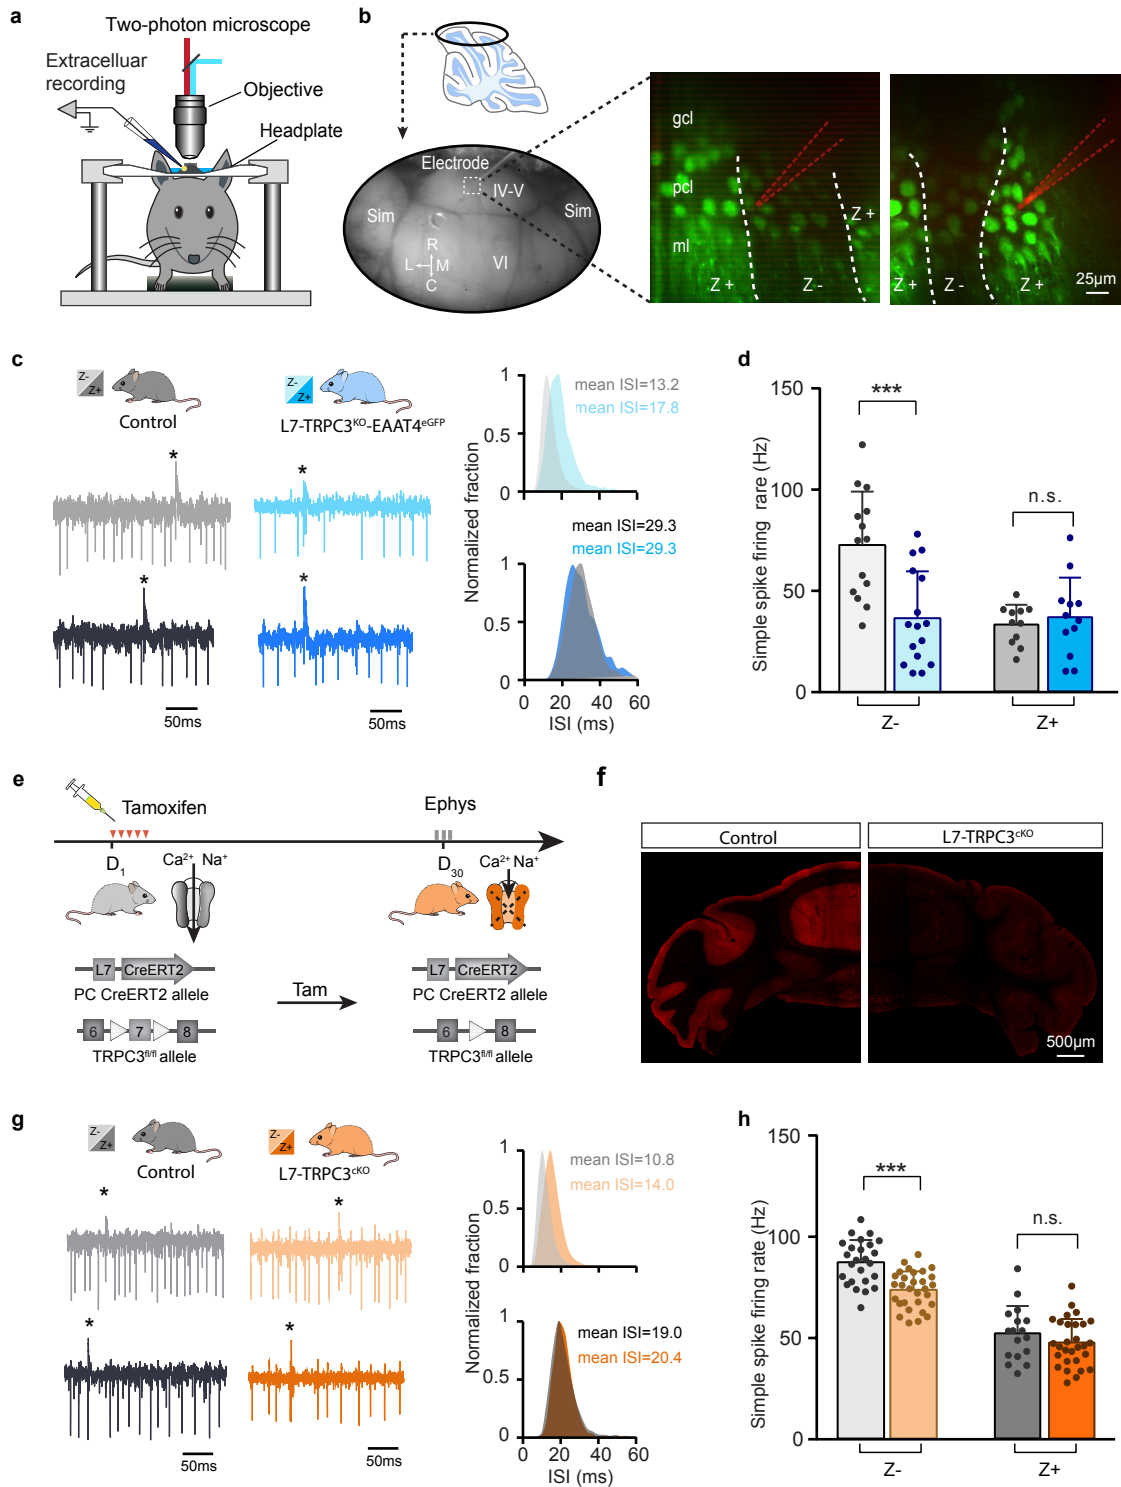 a
Two-photon microscope
Extracelluar
recording
Objective
Headplate
b
Electrode
IV-V
Sim
Sim
R
L M
C
VI
gcl
pcl
ml
Z +
Z -
Z +
Z +
Z -
Z +
25µm
c
Z-
Z+
Control
Z-
Z+
L7-TRPC3KO-EAAT4eGFP
*
*
*
*
50ms
50ms
Normalized fraction
1
0.5
0
mean ISI=13.2
mean ISI=17.8
1
0.5
0
mean ISI=29.3
mean ISI=29.3
0 20 40 60
ISI (ms)
d
Simple spike firing rare (Hz)
150
100
50
0
***
n.s.
Z-
Z+
e
Tamoxifen
Ephys
D1
D30
Ca2+ Na+
Ca2+ Na+
L7 CreERT2
PC CreERT2 allele
6 7 8
TRPC3fl/fl allele
Tam
L7 CreERT2
PC CreERT2 allele
6 8
TRPC3fl/fl allele
f
Control
L7-TRPC3cKO
500µm
g
Z-
Z+
Control
Z-
Z+
L7-TRPC3cKO
*
*
*
*
50ms
50ms
Normalized fraction
1
0.5
0
mean ISI=10.8
mean ISI=14.0
1
0.5
0
mean ISI=19.0
mean ISI=20.4
0 20 40 60
ISI (ms)
h
Simple spike firing rate (Hz)
150
100
50
0
***
n.s.
Z-
Z+